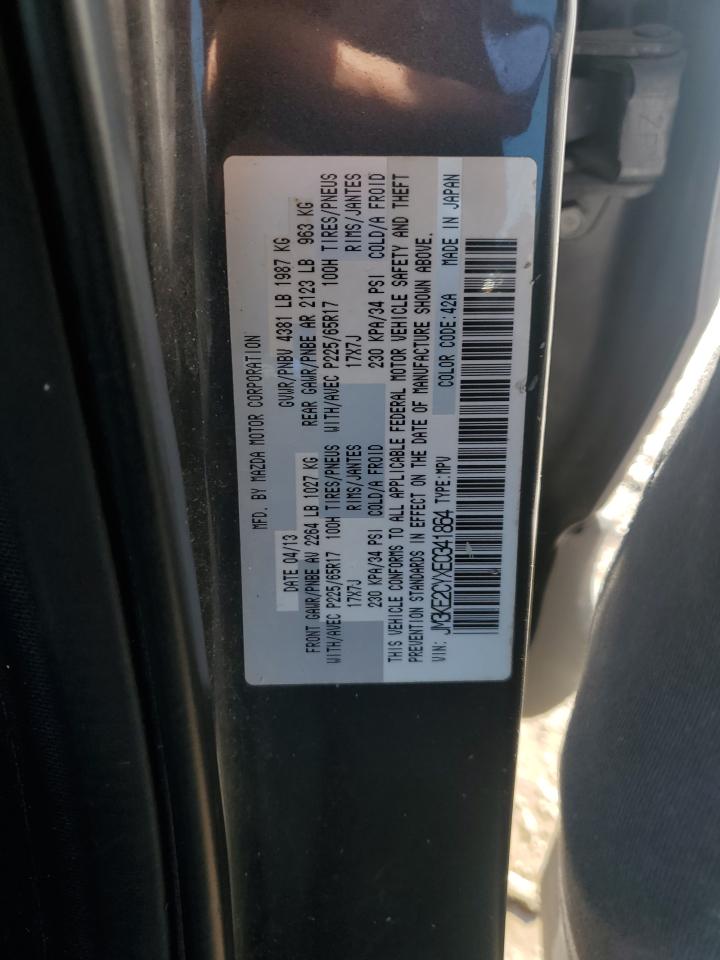 MFD. BY MAZDA MOTOR CORPORATION
DATE 04/13 GVWR/PNBV 4381 LB 1987 KG
FRONT GAWR/PNBE AV 2264 LB 1027 KG REAR GAWR/PNBE AR 2123 LB 963 KG
WITH/AVEC P225/65R17 100H TIRES/PNEUS WITH/AVEC P225/65R17 100H TIRES/PNEUS
17X7J RIMS/JANTES 17X7J RIMS/JANTES
230 KPA/34 PSI COLD/A FROID 230 KPA/34 PSI COLD/A FROID
THIS VEHICLE CONFORMS TO ALL APPLICABLE FEDERAL MOTOR VEHICLE SAFETY AND THEFT
PREVENTION STANDARDS IN EFFECT ON THE DATE OF MANUFACTURE SHOWN ABOVE.
VIN: JM3KE2CYXE0341864 TYPE:MPV COLOR CODE:42A MADE IN JAPAN